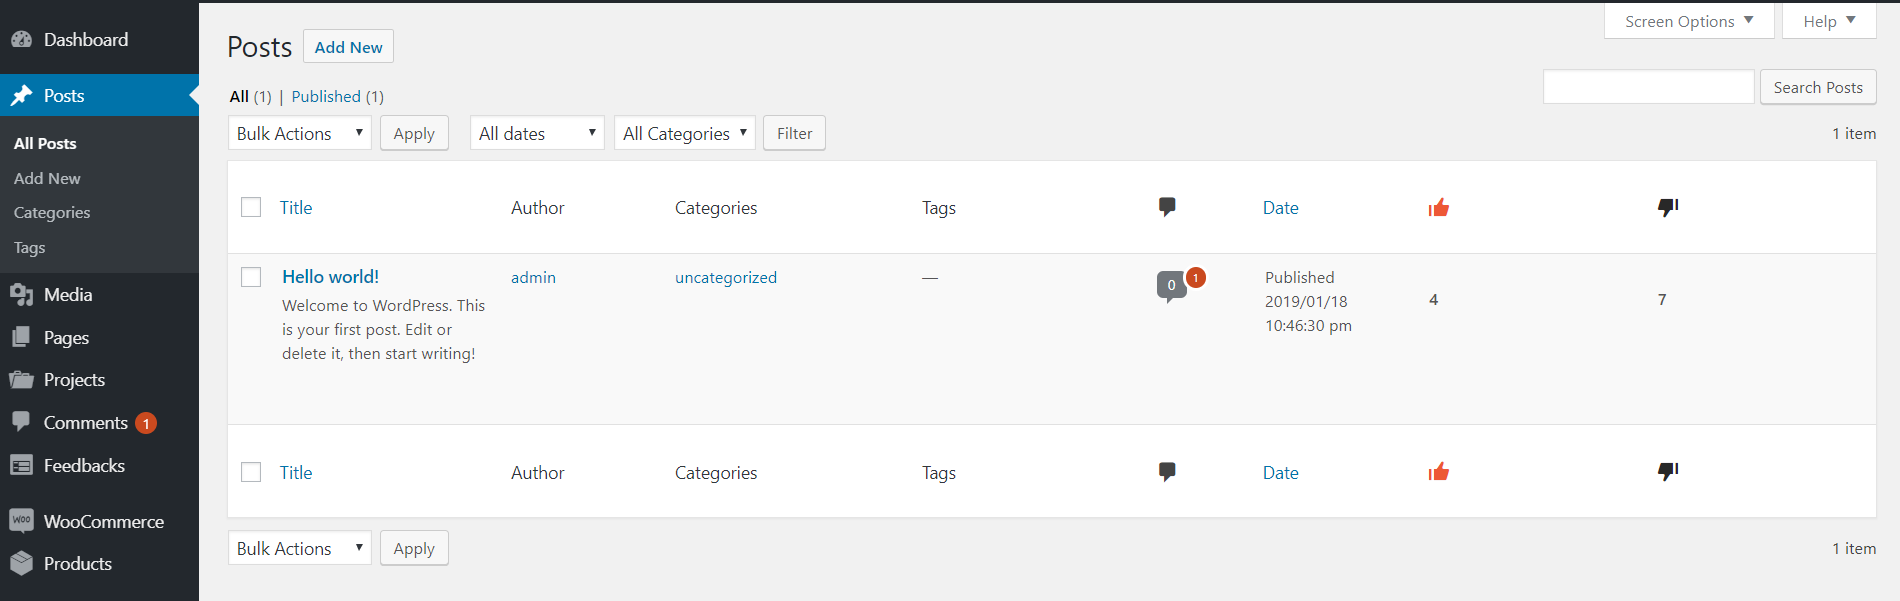 Dashboard
Posts
All Posts
Add New
Categories
Tags
Media
Pages
Projects
Comments 1
Feedbacks
WOO WooCommerce
Products
Screen Options ▼ Help ▼
Posts Add New
All (1) | Published (1)
Search Posts
Bulk Actions ▼ Apply All dates ▼ All Categories ▼ Filter 1 item
Title Author Categories Tags Date
Hello world! admin uncategorized — 0 1 Published
2019/01/18
10:46:30 pm 4 7
Welcome to WordPress. This
is your first post. Edit or
delete it, then start writing!
Title Author Categories Tags Date
Bulk Actions ▼ Apply 1 item